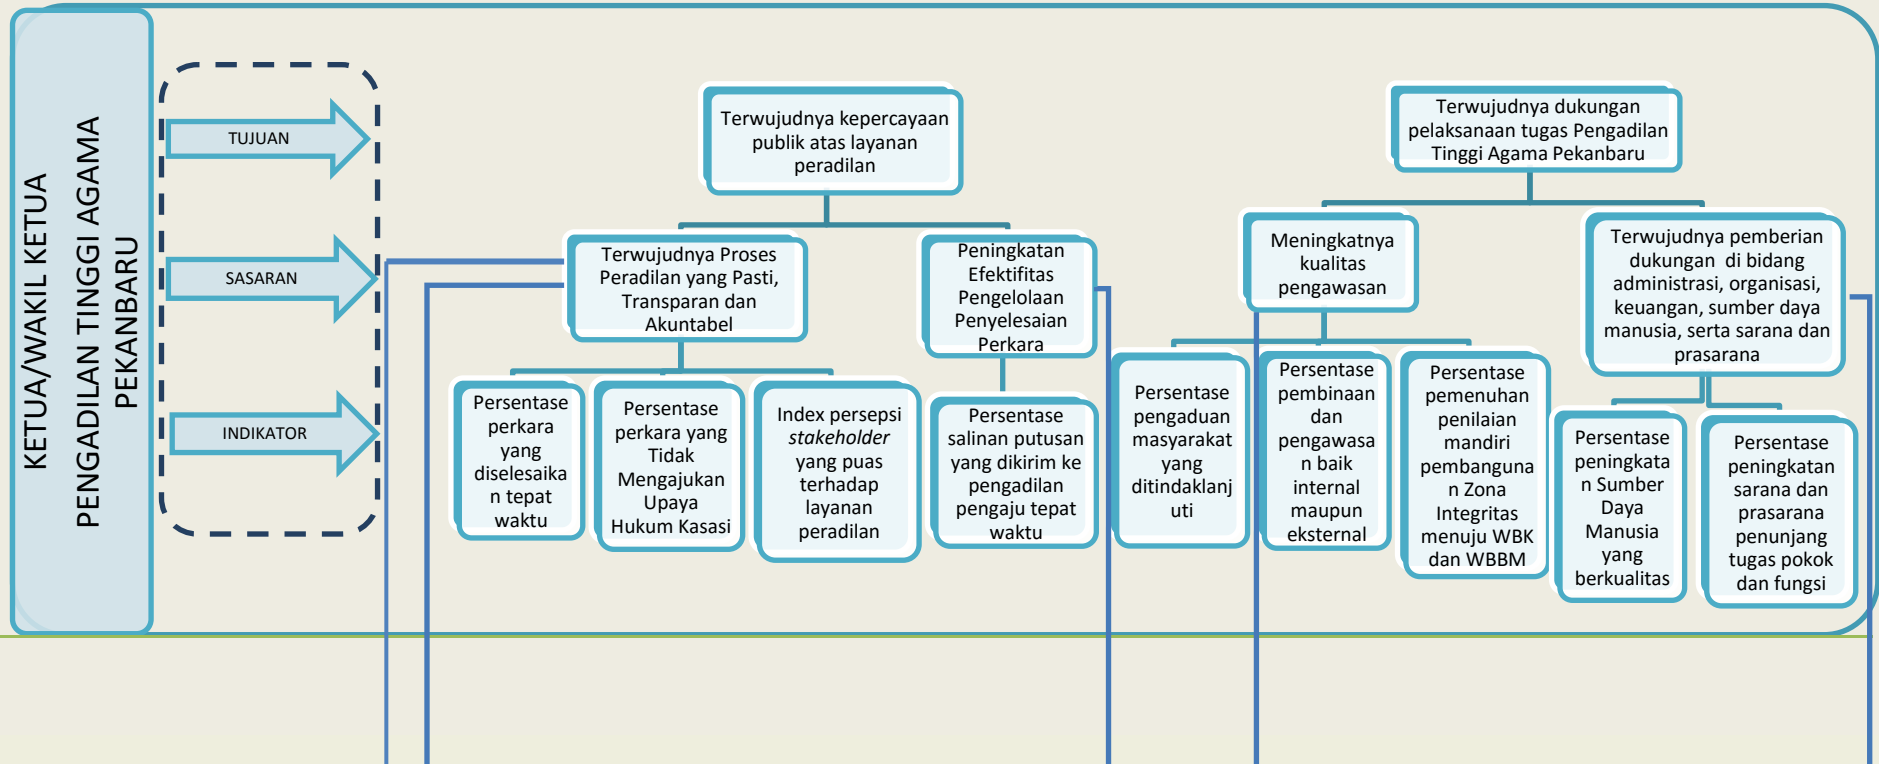 KETUA/WAKIL KETUA
PENGADILAN TINGGI AGAMA
PEKANBARU
TUJUAN
SASARAN
INDIKATOR
Terwujudnya kepercayaan
publik atas layanan
peradilan
Terwujudnya dukungan
pelaksanaan tugas Pengadilan
Tinggi Agama Pekanbaru
Terwujudnya Proses
Peradilan yang Pasti,
Transparan dan
Akuntabel
Peningkatan
Efektifitas
Pengelolaan
Penyelesaian
Perkara
Meningkatnya
kualitas
pengawasan
Terwujudnya pemberian
dukungan di bidang
administrasi, organisasi,
keuangan, sumber daya
manusia, serta sarana dan
prasarana
Persentase
perkara
yang
diselesaika
n tepat
waktu
Persentase
perkara yang
Tidak
Mengajukan
Upaya
Hukum Kasasi
Index persepsi
stakeholder
yang puas
terhadap
layanan
peradilan
Persentase
salinan putusan
yang dikirim ke
pengadilan
pengaju tepat
waktu
Persentase
pengaduan
masyarakat
yang
ditindaklanj
uti
Persentase
pembinaan
dan
pengawasa
n baik
internal
maupun
eksternal
Persentase
pemenuhan
penilaian
mandiri
pembanguna
n Zona
Integritas
menuju WBK
dan WBBM
Persentase
peningkata
n Sumber
Daya
Manusia
yang
berkualitas
Persentase
peningkatan
sarana dan
prasarana
penunjang
tugas pokok
dan fungsi